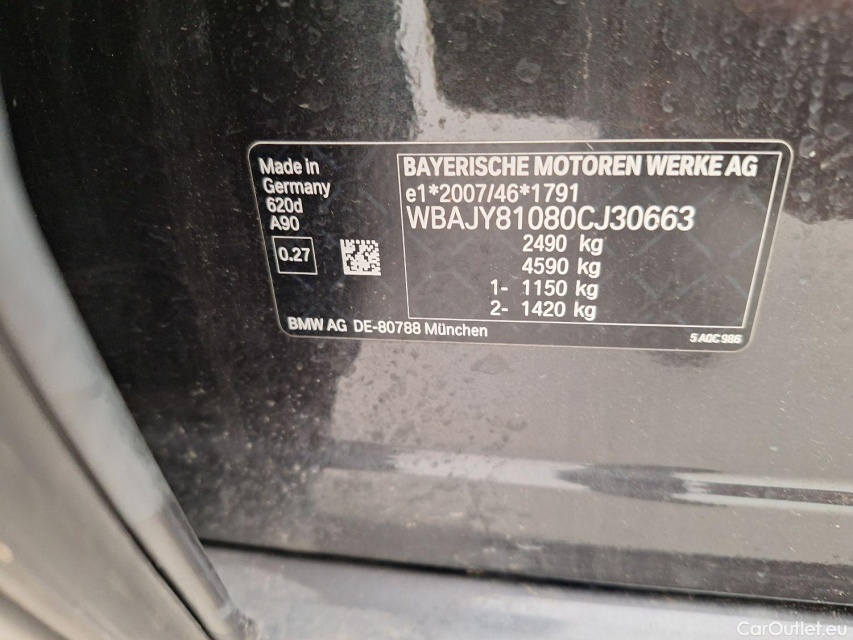 Made in
Germany
620d
A90
0.27
BAYERISCHE MOTOREN WERKE AG
e1*2007/46*1791
WBAJY81080CJ30663
2490 kg
4590 kg
1- 1150 kg
2- 1420 kg
BMW AG DE-80788 München
5 A0C 986
CarOutlet.eu